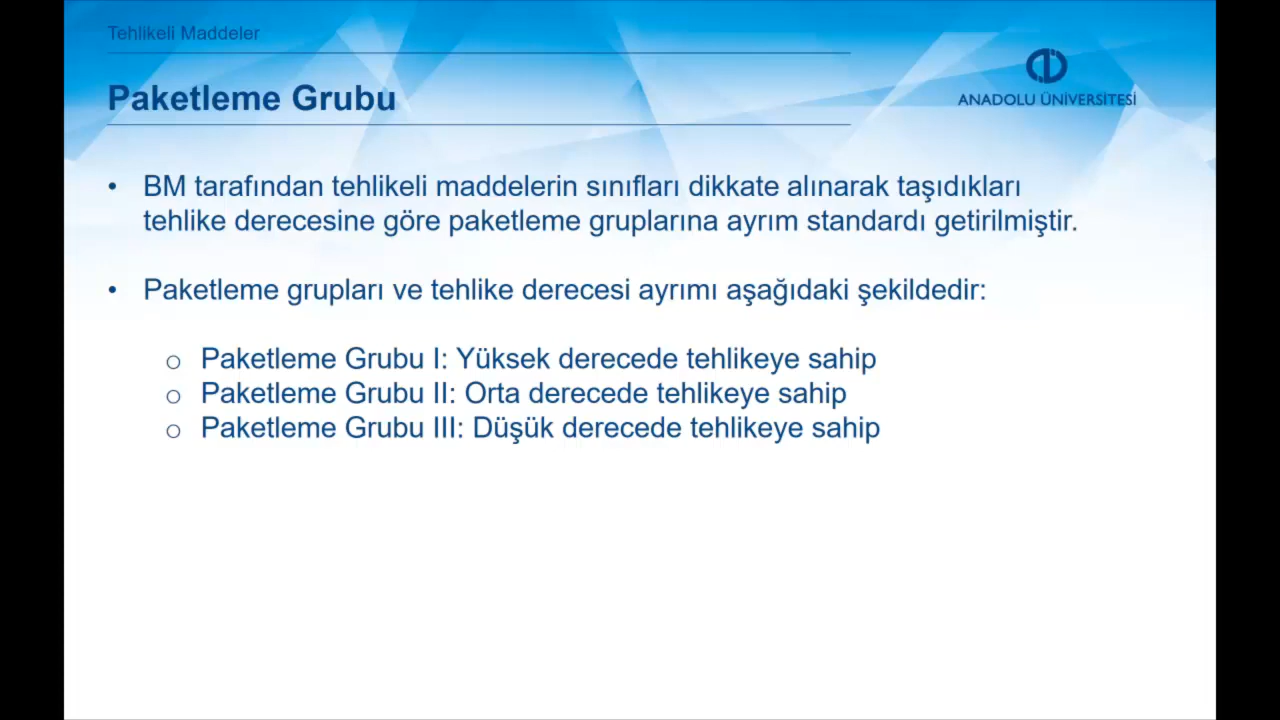 Tehlikeli Maddeler
Paketleme Grubu
ANADOLU ÜNİVERSİTESİ
• BM tarafından tehlikeli maddelerin sınıfları dikkate alınarak taşıdıkları
tehlike derecesine göre paketleme gruplarına ayrım standardı getirilmiştir.
• Paketleme grupları ve tehlike derecesi ayrımı aşağıdaki şekildedir:
o Paketleme Grubu I: Yüksek derecede tehlikeye sahip
o Paketleme Grubu II: Orta derecede tehlikeye sahip
o Paketleme Grubu III: Düşük derecede tehlikeye sahip